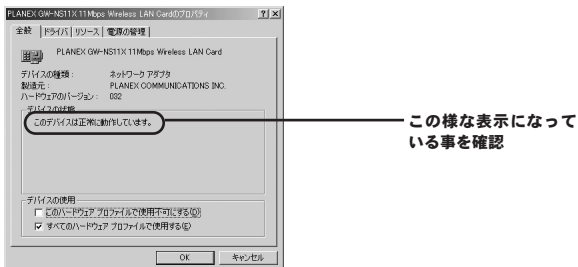 PLANEX GW-NS11X 11Mbps Wireless LAN Cardのプロパティ
全般 ドライバ リソース 電源の管理
PLANEX GW-NS11X 11Mbps Wireless LAN Card
デバイスの種類： ネットワーク アダプタ
製造元： PLANEX COMMUNICATIONS INC.
ハードウェアのバージョン： 032
デバイスの状態
このデバイスは正常に動作しています。
この様な表示になって
いる事を確認
デバイスの使用
このハードウェア プロファイルで使用不可にする(D)
すべてのハードウェア プロファイルで使用する(E)
OK キャンセル